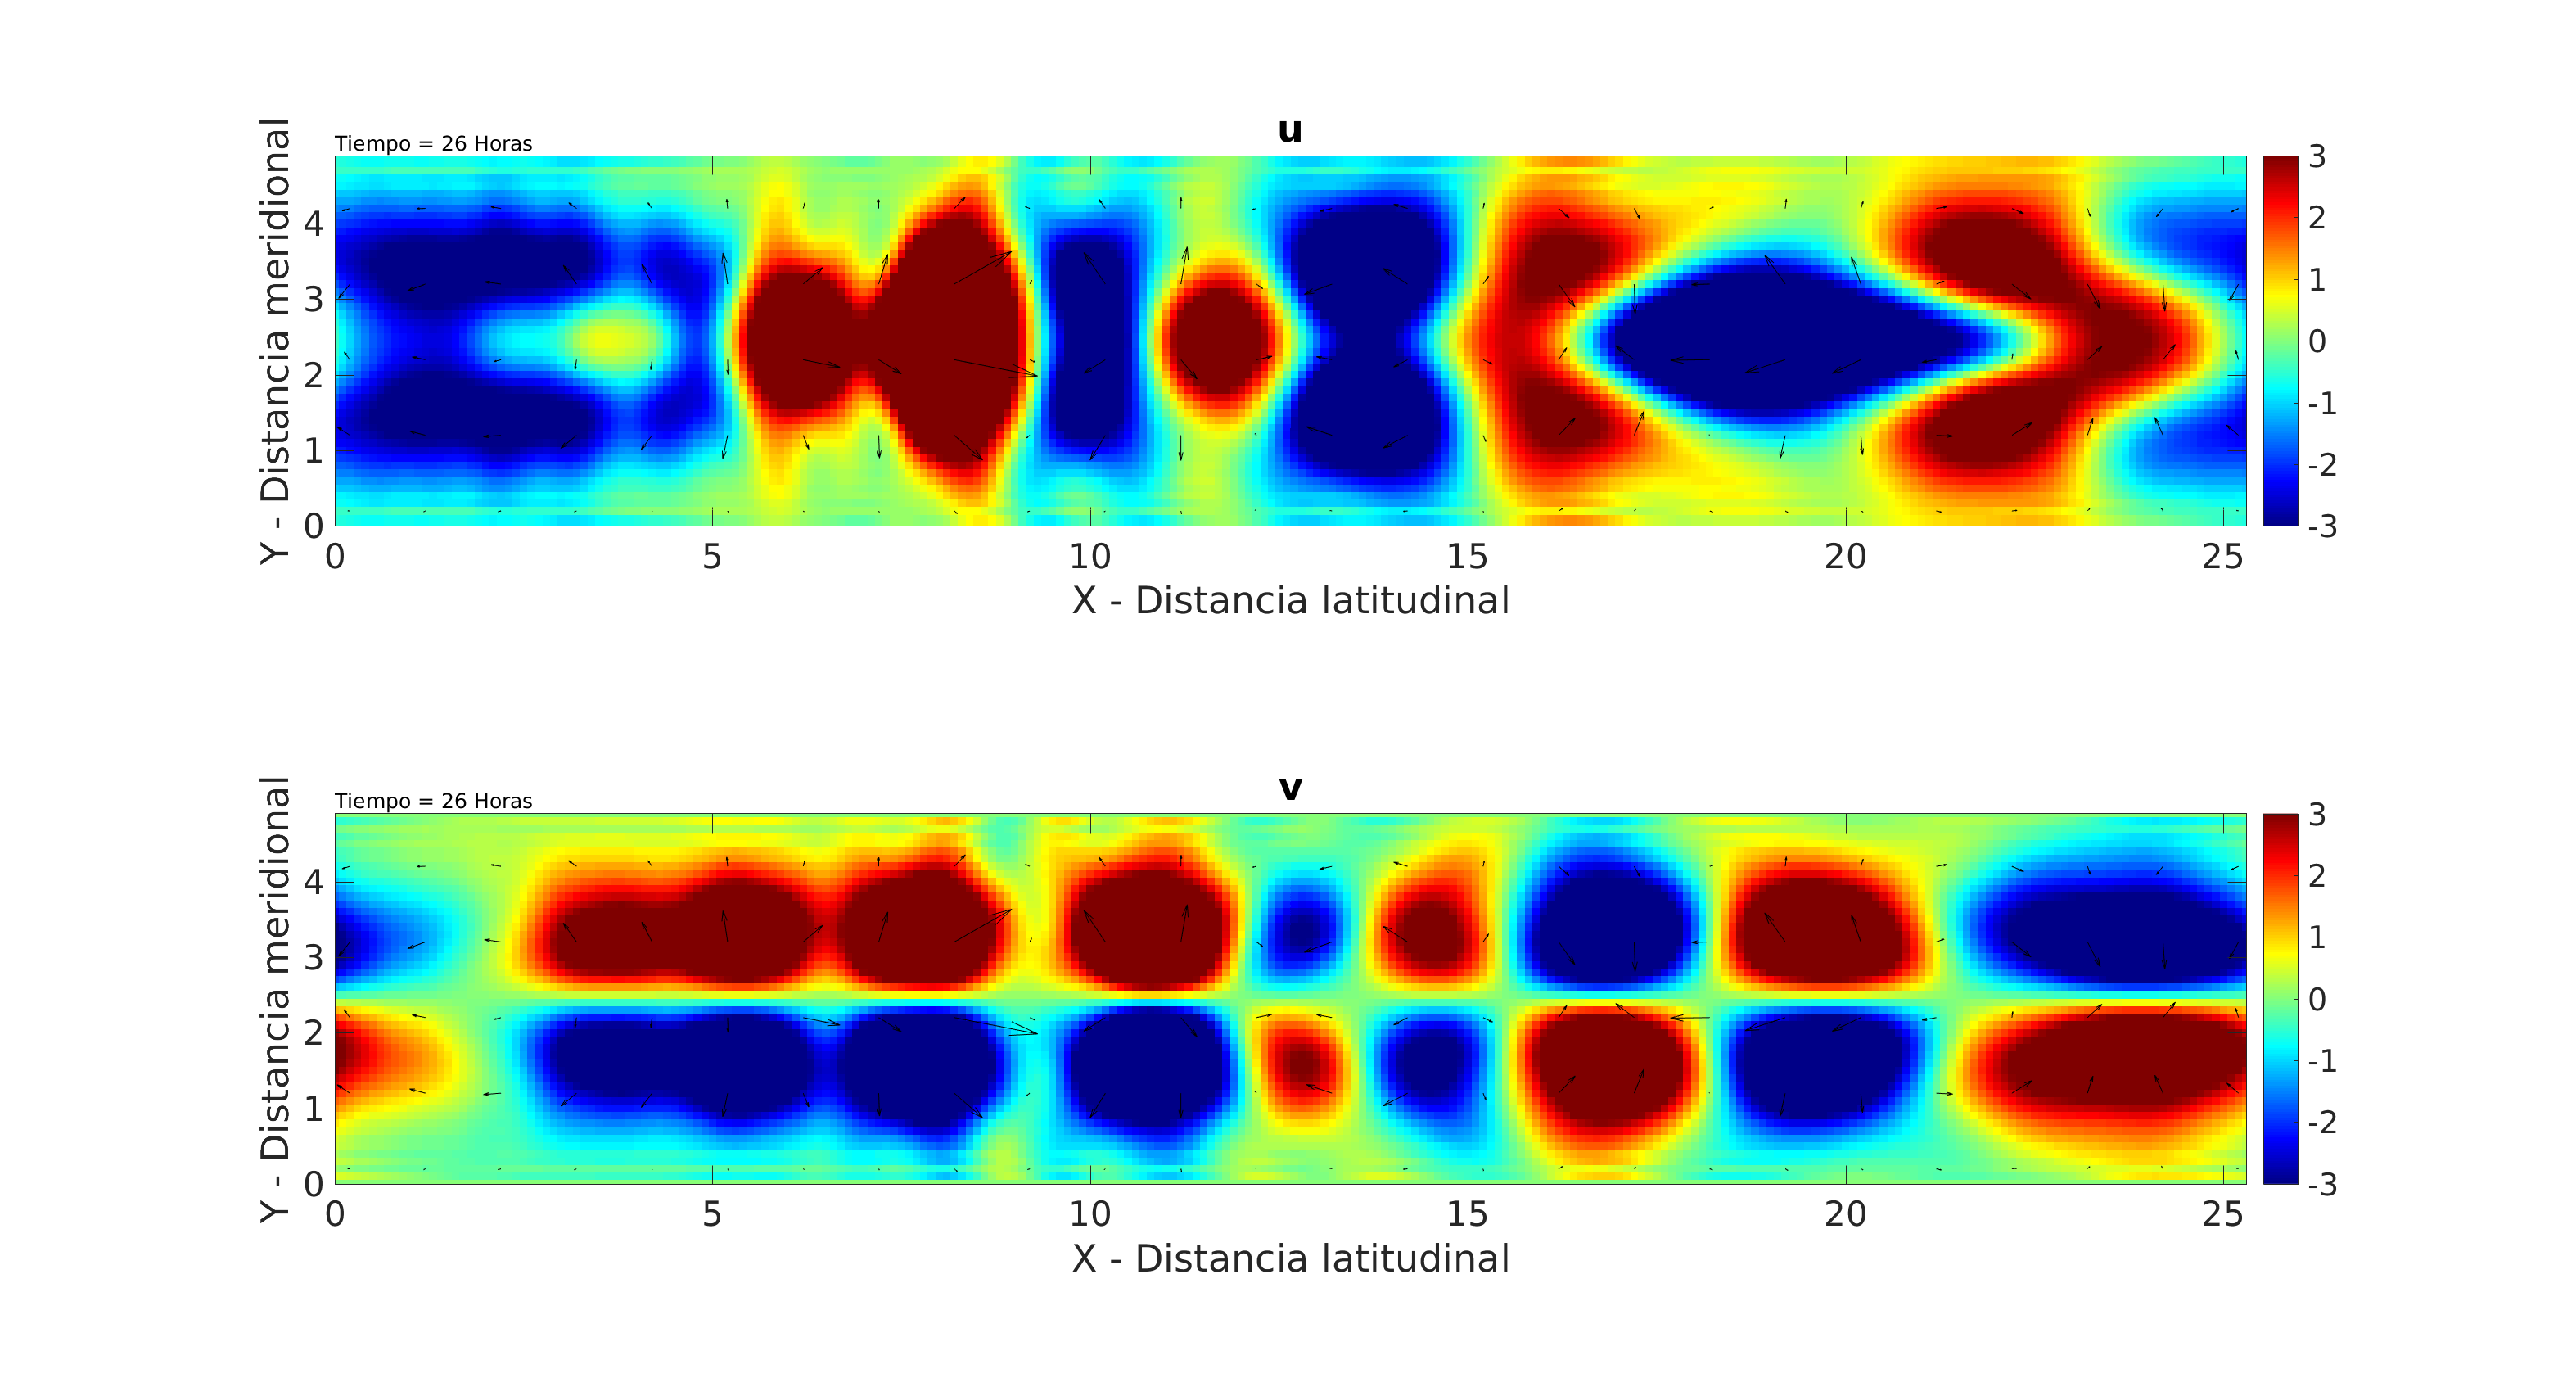 u
Tiempo = 26 Horas
Y - Distancia meridional
4
3
2
1
0
0 5 10 15 20 25
X - Distancia latitudinal
3
2
1
0
-1
-2
-3
v
Tiempo = 26 Horas
Y - Distancia meridional
4
3
2
1
0
0 5 10 15 20 25
X - Distancia latitudinal
3
2
1
0
-1
-2
-3